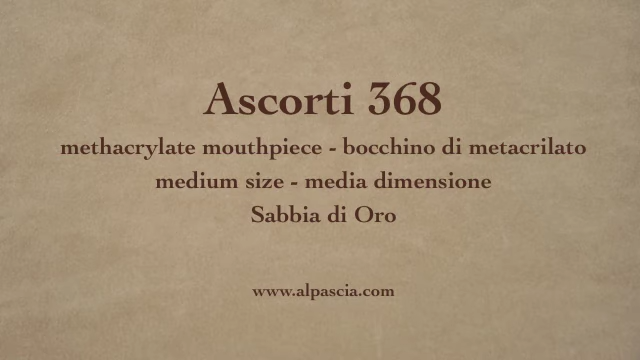 Ascorti 368
methacrylate mouthpiece - bocchino di metacrilato
medium size - media dimensione
Sabbia di Oro
www.alpascia.com